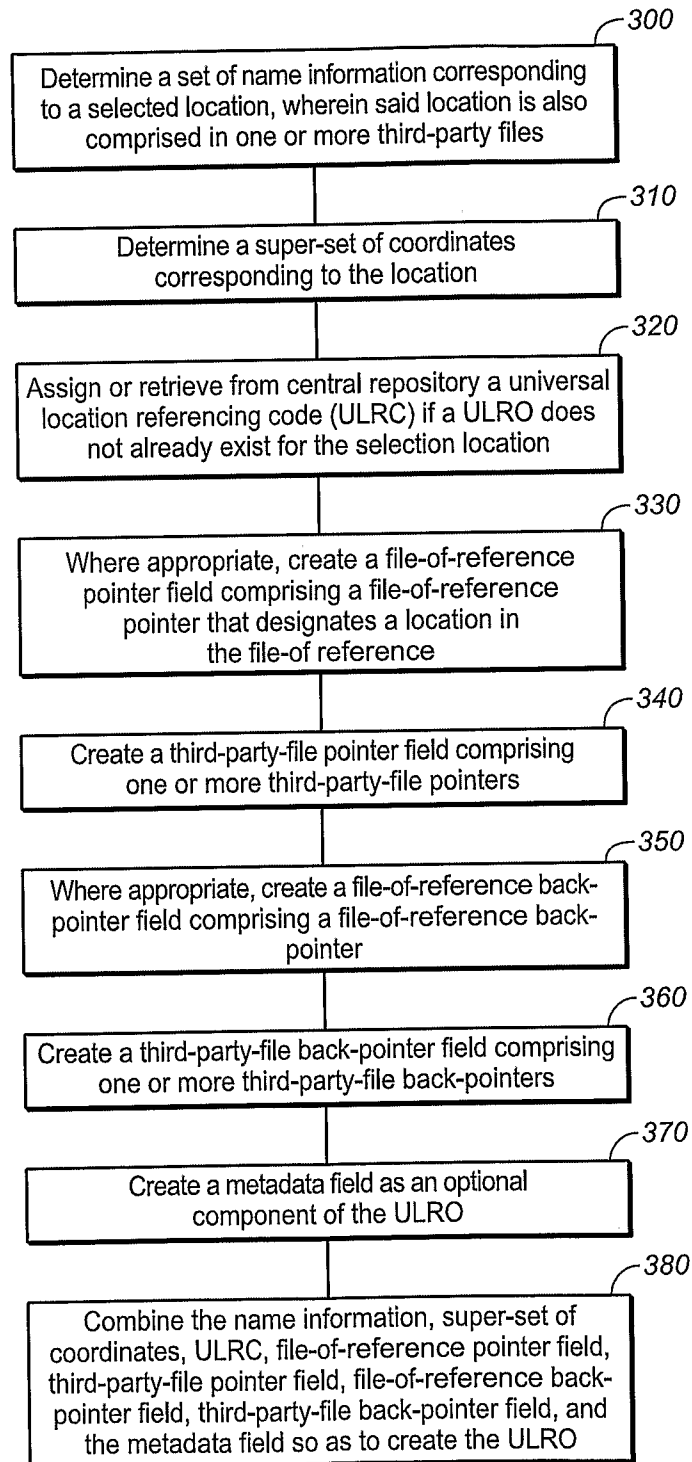 300
Determine a set of name information corresponding
to a selected location, wherein said location is also
comprised in one or more third-party files
310
Determine a super-set of coordinates
corresponding to the location
320
Assign or retrieve from central repository a universal
location referencing code (ULRC) if a ULRO does
not already exist for the selection location
330
Where appropriate, create a file-of-reference
pointer field comprising a file-of-reference
pointer that designates a location in
the file-of reference
340
Create a third-party-file pointer field comprising
one or more third-party-file pointers
350
Where appropriate, create a file-of-reference back-
pointer field comprising a file-of-reference back-
pointer
360
Create a third-party-file back-pointer field comprising
one or more third-party-file back-pointers
370
Create a metadata field as an optional
component of the ULRO
380
Combine the name information, super-set of
coordinates, ULRC, file-of-reference pointer field,
third-party-file pointer field, file-of-reference back-
pointer field, third-party-file back-pointer field, and
the metadata field so as to create the ULRO